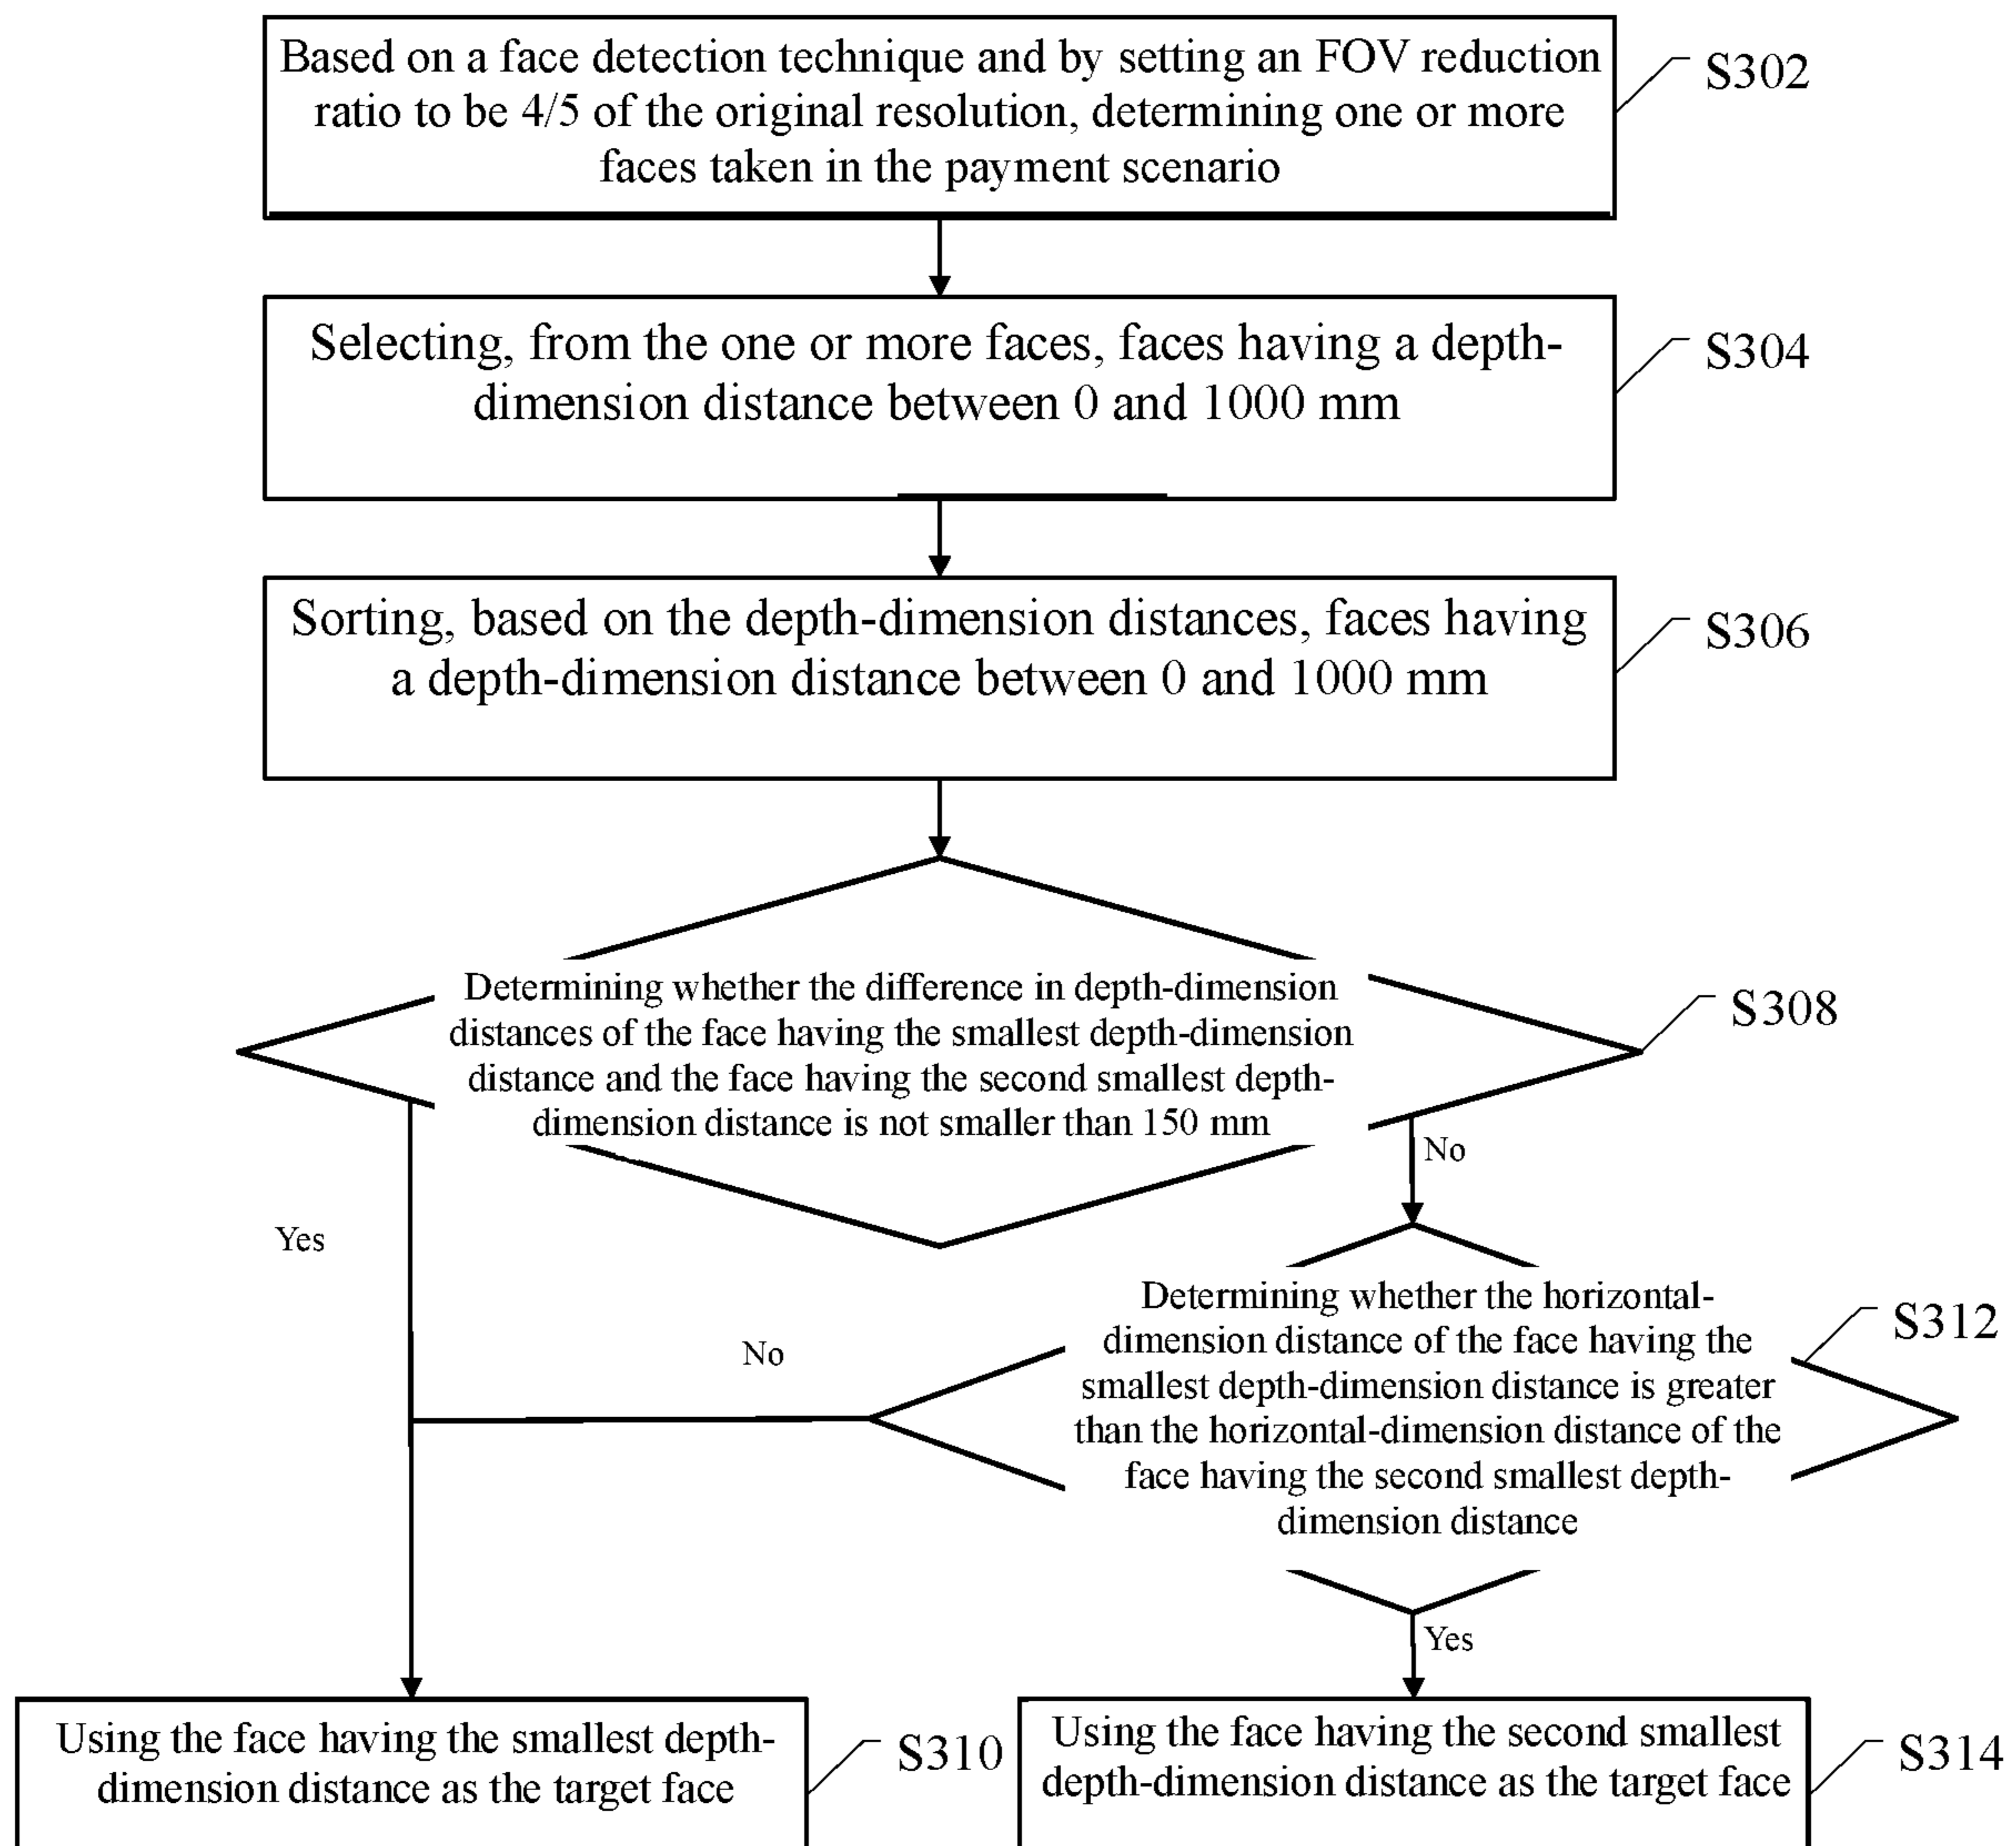 Based on a face detection technique and by setting an FOV reduction
ratio to be 4/5 of the original resolution, determining one or more
faces taken in the payment scenario
S302
Selecting, from the one or more faces, faces having a depth-
dimension distance between 0 and 1000 mm
S304
Sorting, based on the depth-dimension distances, faces having
a depth-dimension distance between 0 and 1000 mm
S306
Determining whether the difference in depth-dimension
distances of the face having the smallest depth-dimension
distance and the face having the second smallest depth-
dimension distance is not smaller than 150 mm
S308
No
Yes
Determining whether the horizontal-
dimension distance of the face having the
smallest depth-dimension distance is greater
than the horizontal-dimension distance of the
face having the second smallest depth-
dimension distance
S312
No
Yes
Using the face having the smallest depth-
dimension distance as the target face
S310
Using the face having the second smallest
depth-dimension distance as the target face
S314